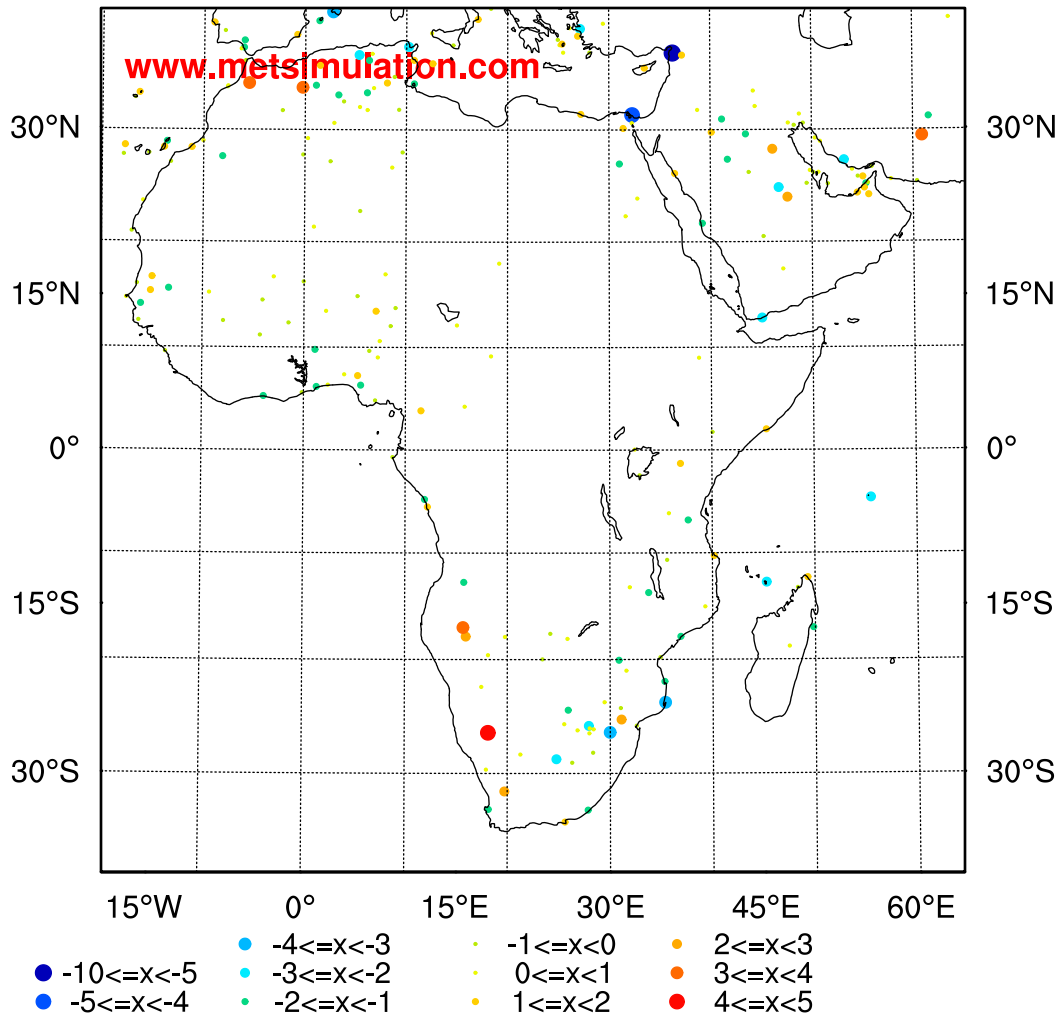 www.metsimulation.com
30°N 30°N
15°N 15°N
0° 0°
15°S 15°S
30°S 30°S
15°W 0° 15°E 30°E 45°E 60°E
-4<=x<-3 -1<=x<0 2<=x<3
-10<=x<-5 -3<=x<-2 0<=x<1 3<=x<4
-5<=x<-4 -2<=x<-1 1<=x<2 4<=x<5